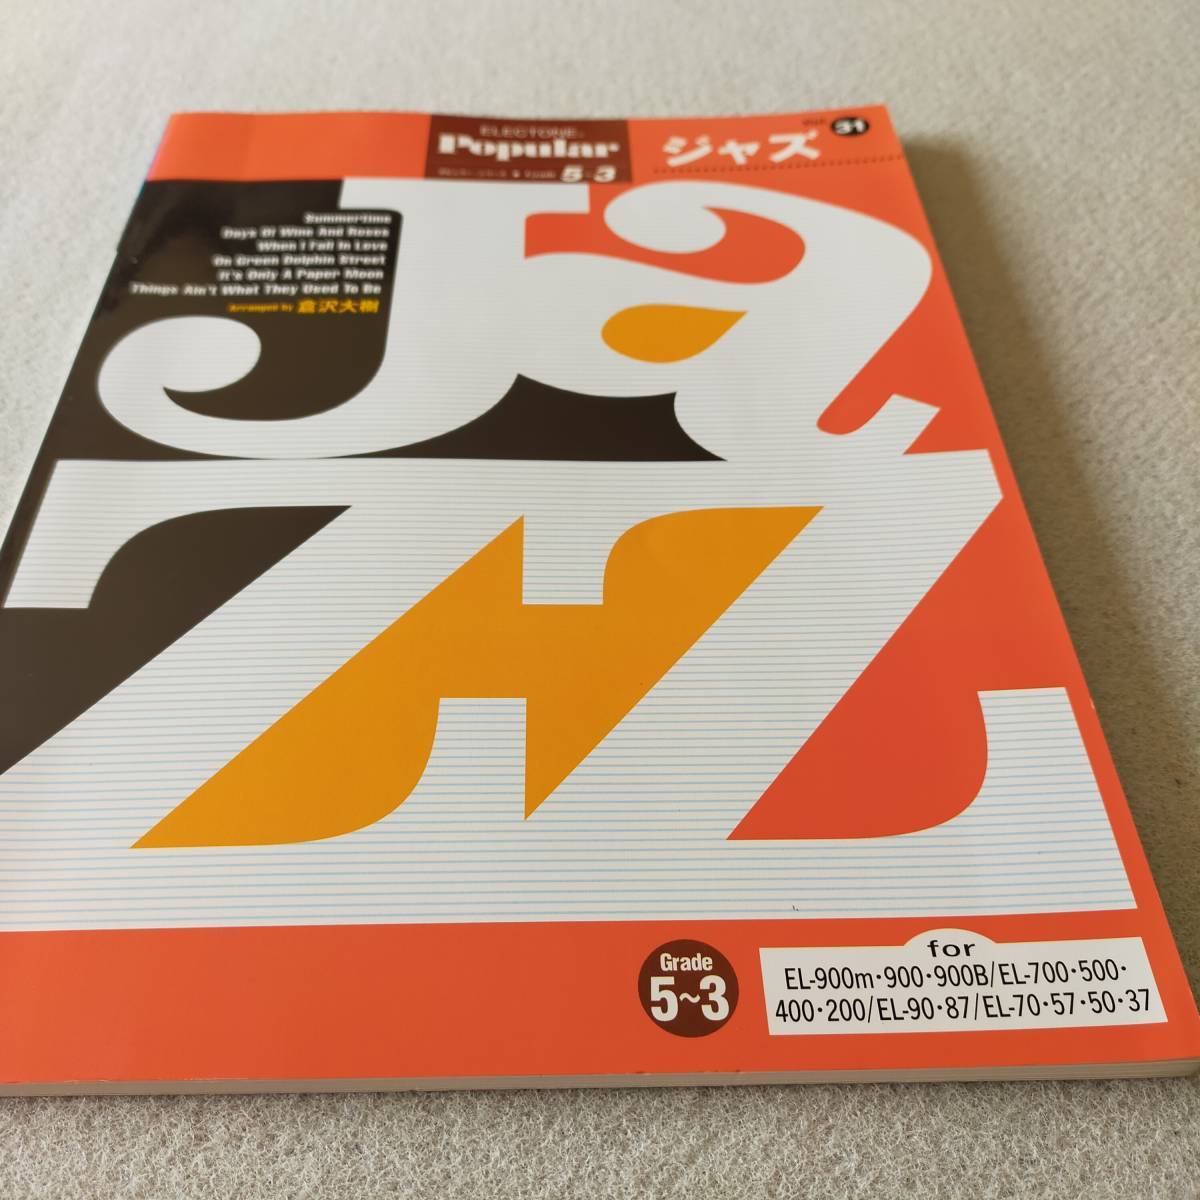 ELECTONE
Popular
5~3
ジャズ
Vol. 31
Summertime
Days Of Wine And Roses
When I Fall In Love
On Green Dolphin Street
It's Only A Paper Moon
Things Ain't What They Used To Be
Arranged by 倉沢大樹
Jazz
Grade
5~3
for
EL-900m・900・900B/EL-700・500・
400・200/EL-90・87/EL-70・57・50・37